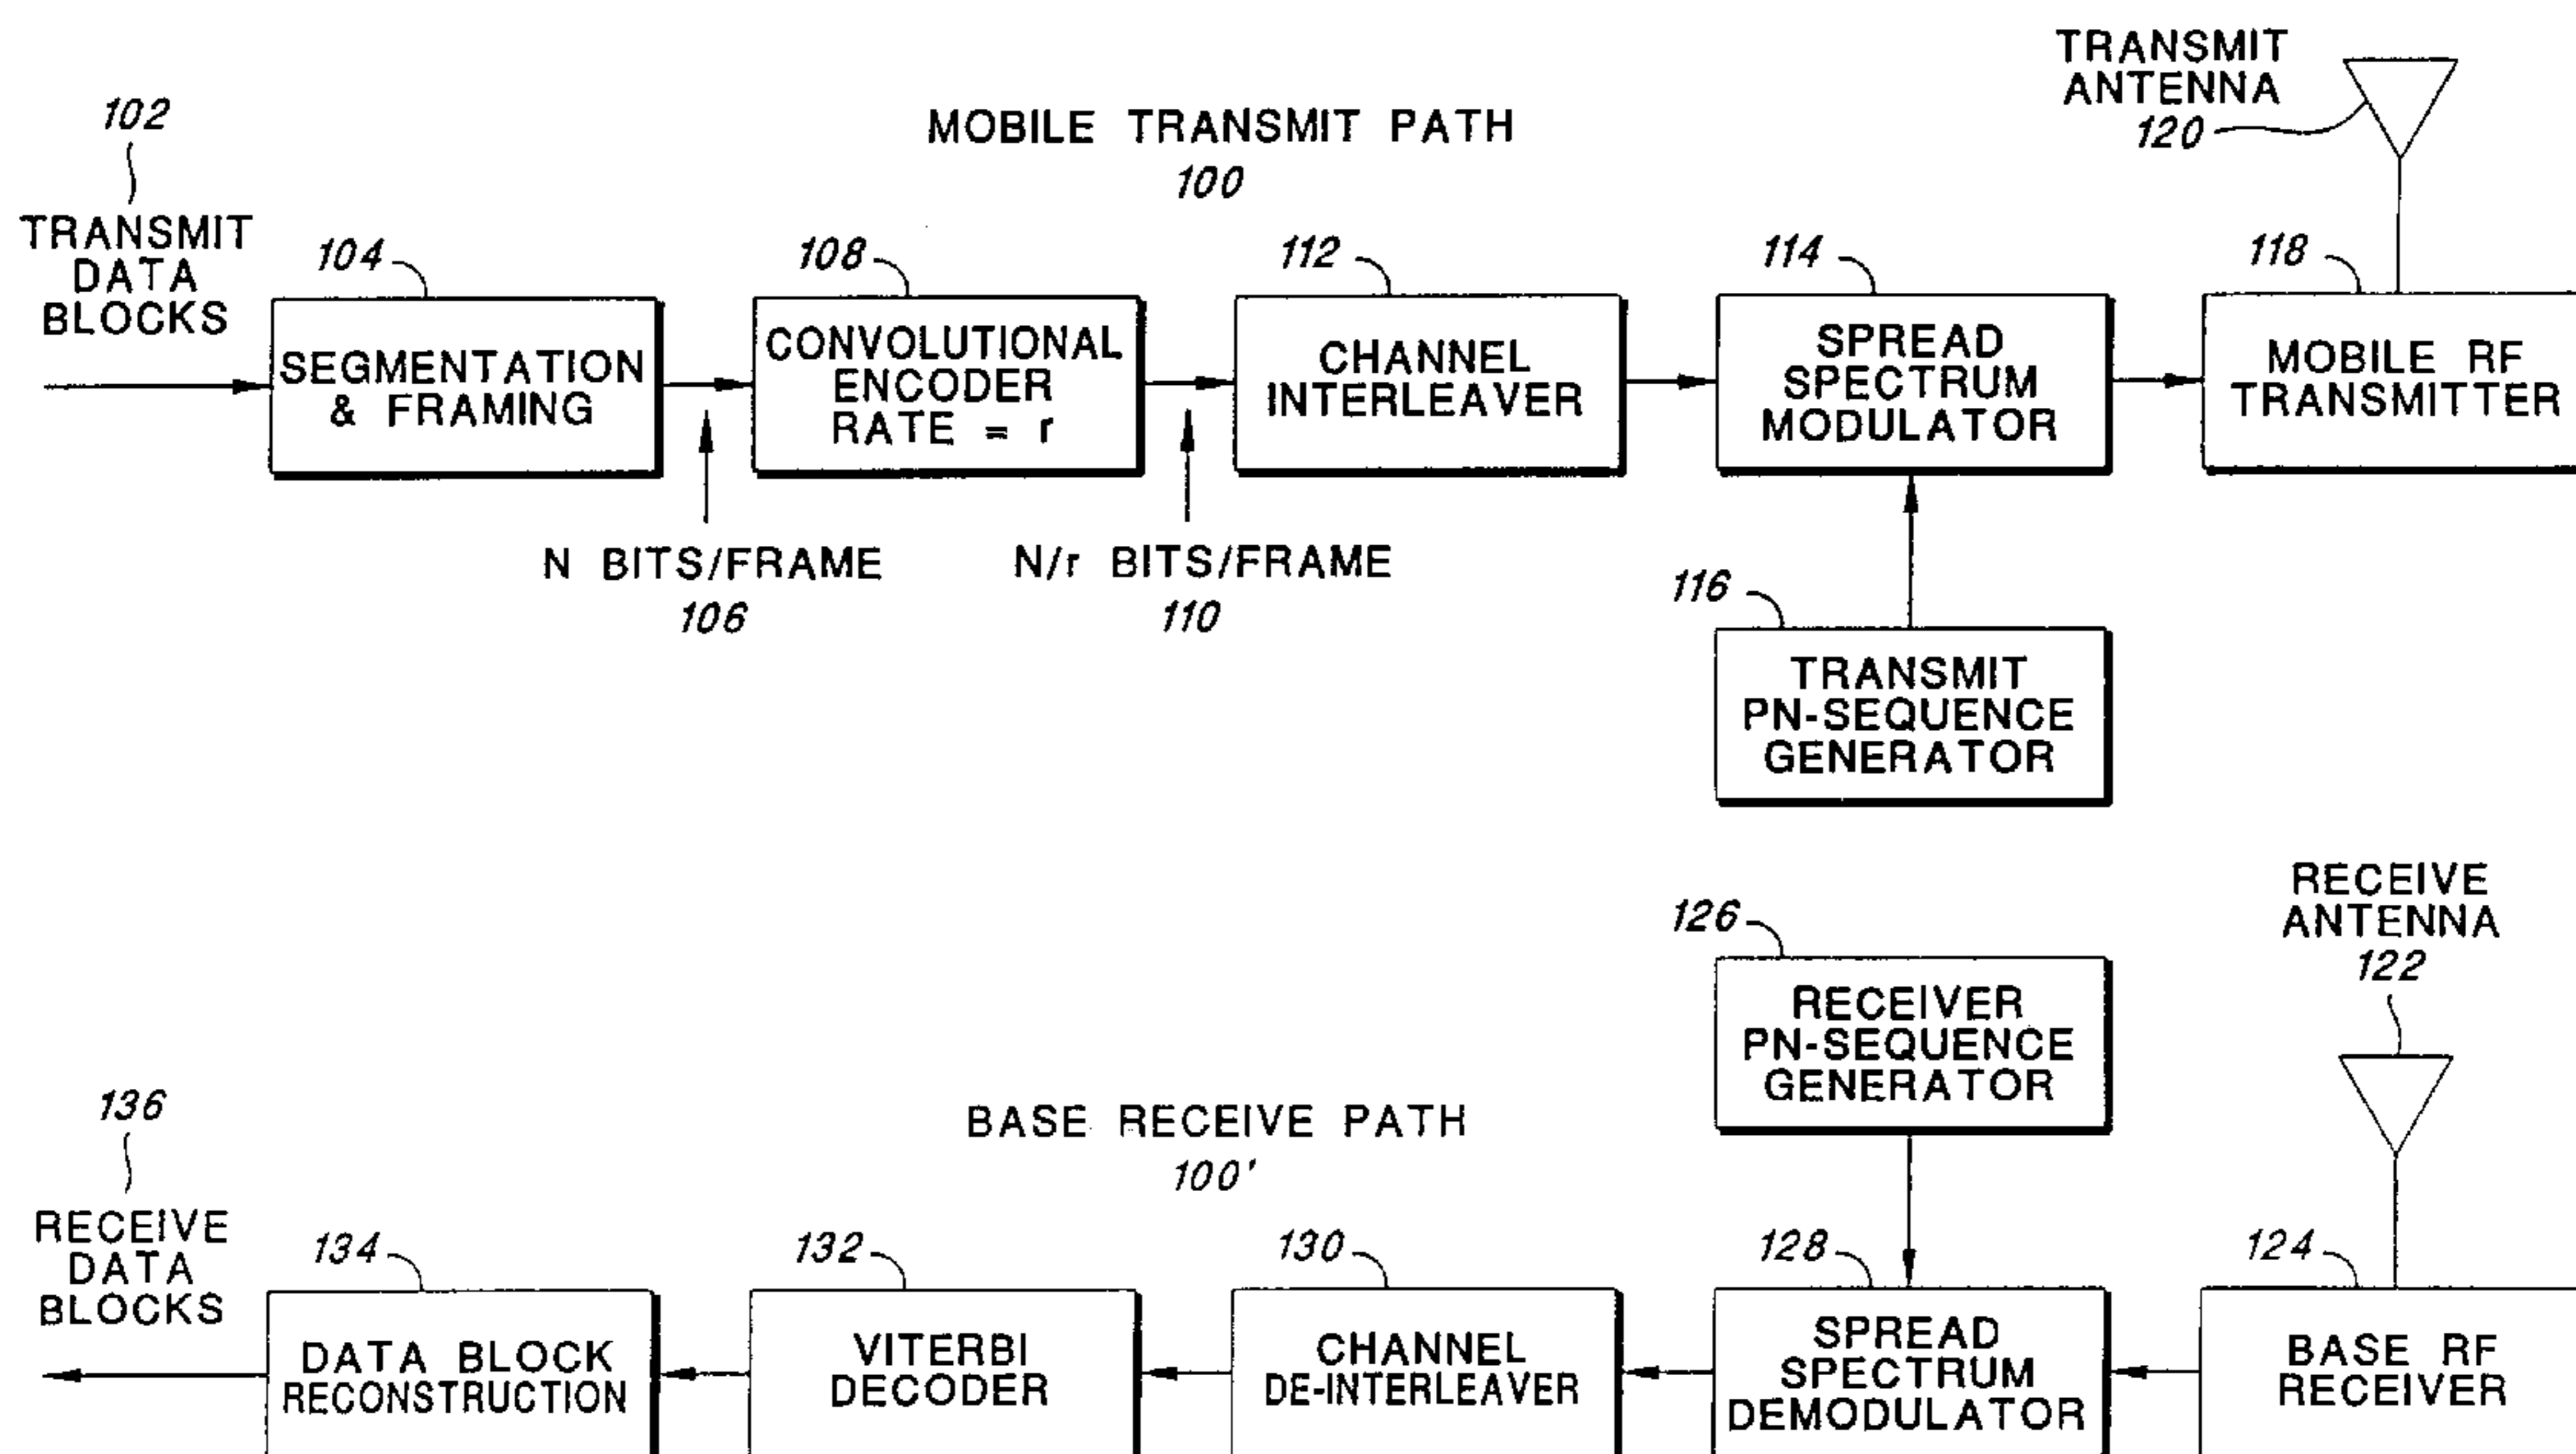 TRANSMIT
ANTENNA
120
102
MOBILE TRANSMIT PATH
100
TRANSMIT
DATA
BLOCKS
104
SEGMENTATION
& FRAMING
108
CONVOLUTIONAL
ENCODER
RATE = r
112
CHANNEL
INTERLEAVER
114
SPREAD
SPECTRUM
MODULATOR
118
MOBILE RF
TRANSMITTER
N BITS/FRAME
106
N/r BITS/FRAME
110
116
TRANSMIT
PN-SEQUENCE
GENERATOR
RECEIVE
ANTENNA
122
126
RECEIVER
PN-SEQUENCE
GENERATOR
136
BASE RECEIVE PATH
100'
RECEIVE
DATA
BLOCKS
134
DATA BLOCK
RECONSTRUCTION
132
VITERBI
DECODER
130
CHANNEL
DE-INTERLEAVER
128
SPREAD
SPECTRUM
DEMODULATOR
124
BASE RF
RECEIVER